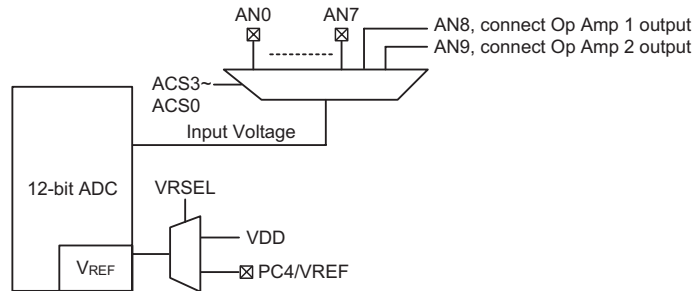 AN0
AN7
AN8, connect Op Amp 1 output
AN9, connect Op Amp 2 output
ACS3~
ACS0
Input Voltage
12-bit ADC
VRSEL
VDD
VREF
PC4/VREF